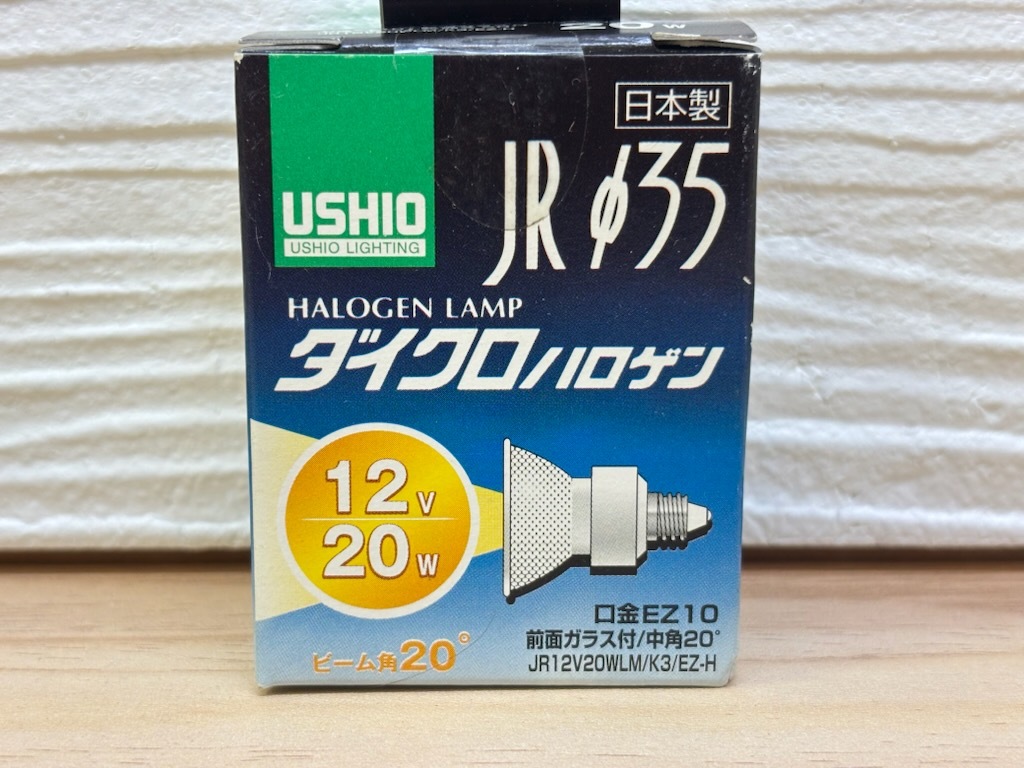 20W
日本製
JR φ35
USHIO
USHIO LIGHTING
HALOGEN LAMP
ダイクロハロゲン
12V
20W
口金EZ10
前面ガラス付/中角20°
ビーム角20°
JR12V20WLM/K3/EZ-H